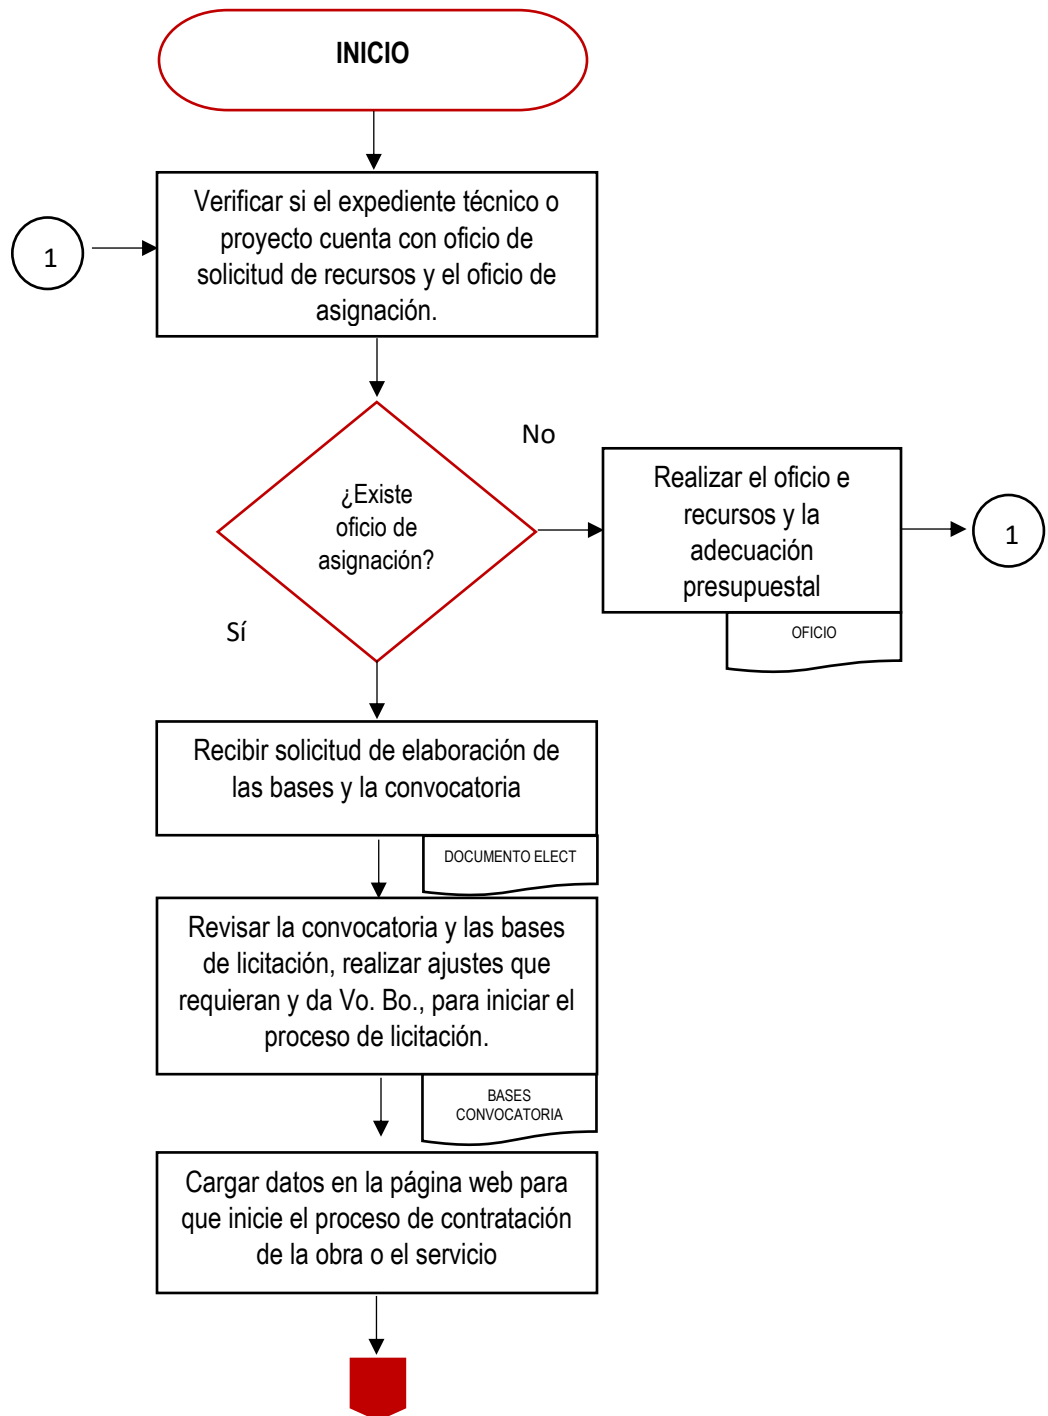 INICIO
Verificar si el expediente técnico o
proyecto cuenta con oficio de
solicitud de recursos y el oficio de
asignación.
1
No
¿Existe
oficio de
asignación?
Realizar el oficio e
recursos y la
adecuación
presupuestal
1
OFICIO
Sí
Recibir solicitud de elaboración de
las bases y la convocatoria
DOCUMENTO ELECT
Revisar la convocatoria y las bases
de licitación, realizar ajustes que
requieran y da Vo. Bo., para iniciar el
proceso de licitación.
BASES
CONVOCATORIA
Cargar datos en la página web para
que inicie el proceso de contratación
de la obra o el servicio